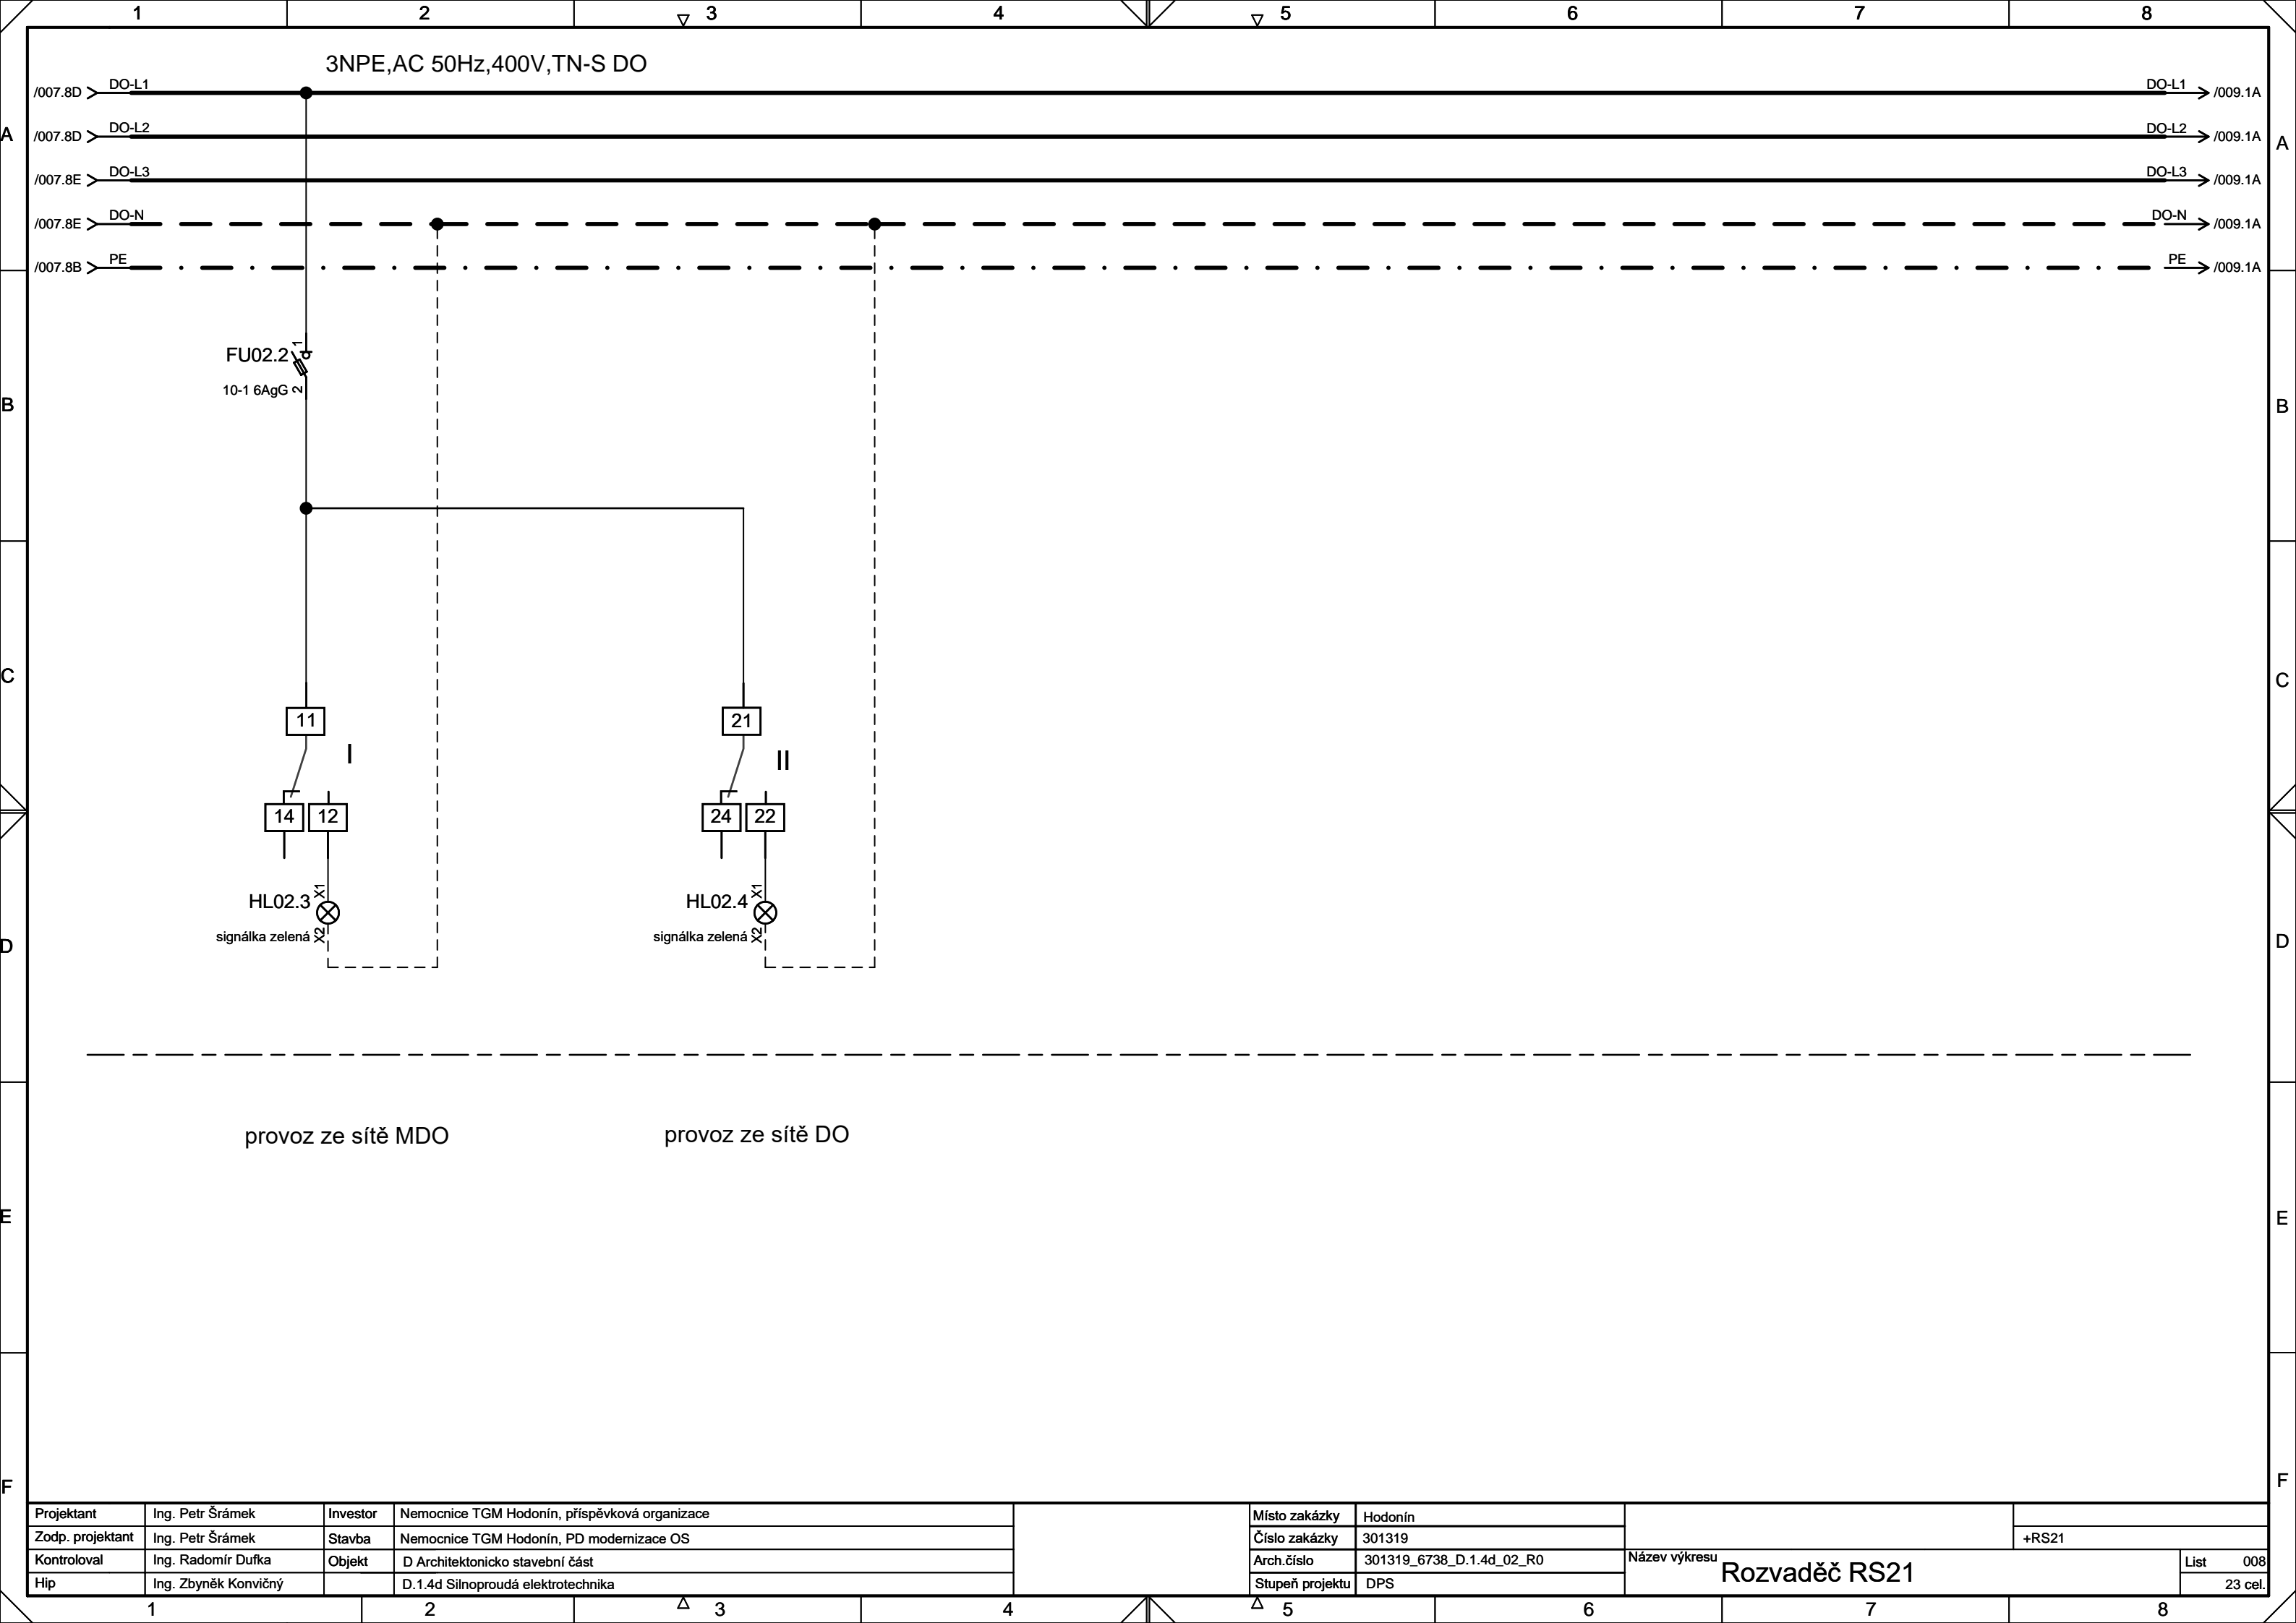 1 2 3 4 5 6 7 8
3NPE,AC 50Hz,400V,TN-S DO
/007.8D DO-L1 DO-L1 /009.1A
A /007.8D DO-L2 DO-L2 /009.1A A
/007.8E DO-L3 DO-L3 /009.1A
/007.8E DO-N DO-N /009.1A
/007.8B PE PE /009.1A
FU02.2 1
10-1 6AgG 2
B B
C C
11 21
I II
14 12 24 22
HL02.3 X1 HL02.4 X1
signálka zelená X2 signálka zelená X2
D D
provoz ze sítě MDO provoz ze sítě DO
E E
F F
Projektant Ing. Petr Šrámek Investor Nemocnice TGM Hodonín, příspěvková organizace Místo zakázky Hodonín
Zodp. projektant Ing. Petr Šrámek Stavba Nemocnice TGM Hodonín, PD modernizace OS Číslo zakázky 301319 +RS21
Kontroloval Ing. Radomír Dufka Objekt D Architektonicko stavební část Arch.číslo 301319_6738_D.1.4d_02_R0 Název výkresu Rozvaděč RS21 List 008
Hip Ing. Zbyněk Konvičný D.1.4d Silnoproudá elektrotechnika Stupeň projektu DPS 23 cel.
1 2 3 4 5 6 7 8